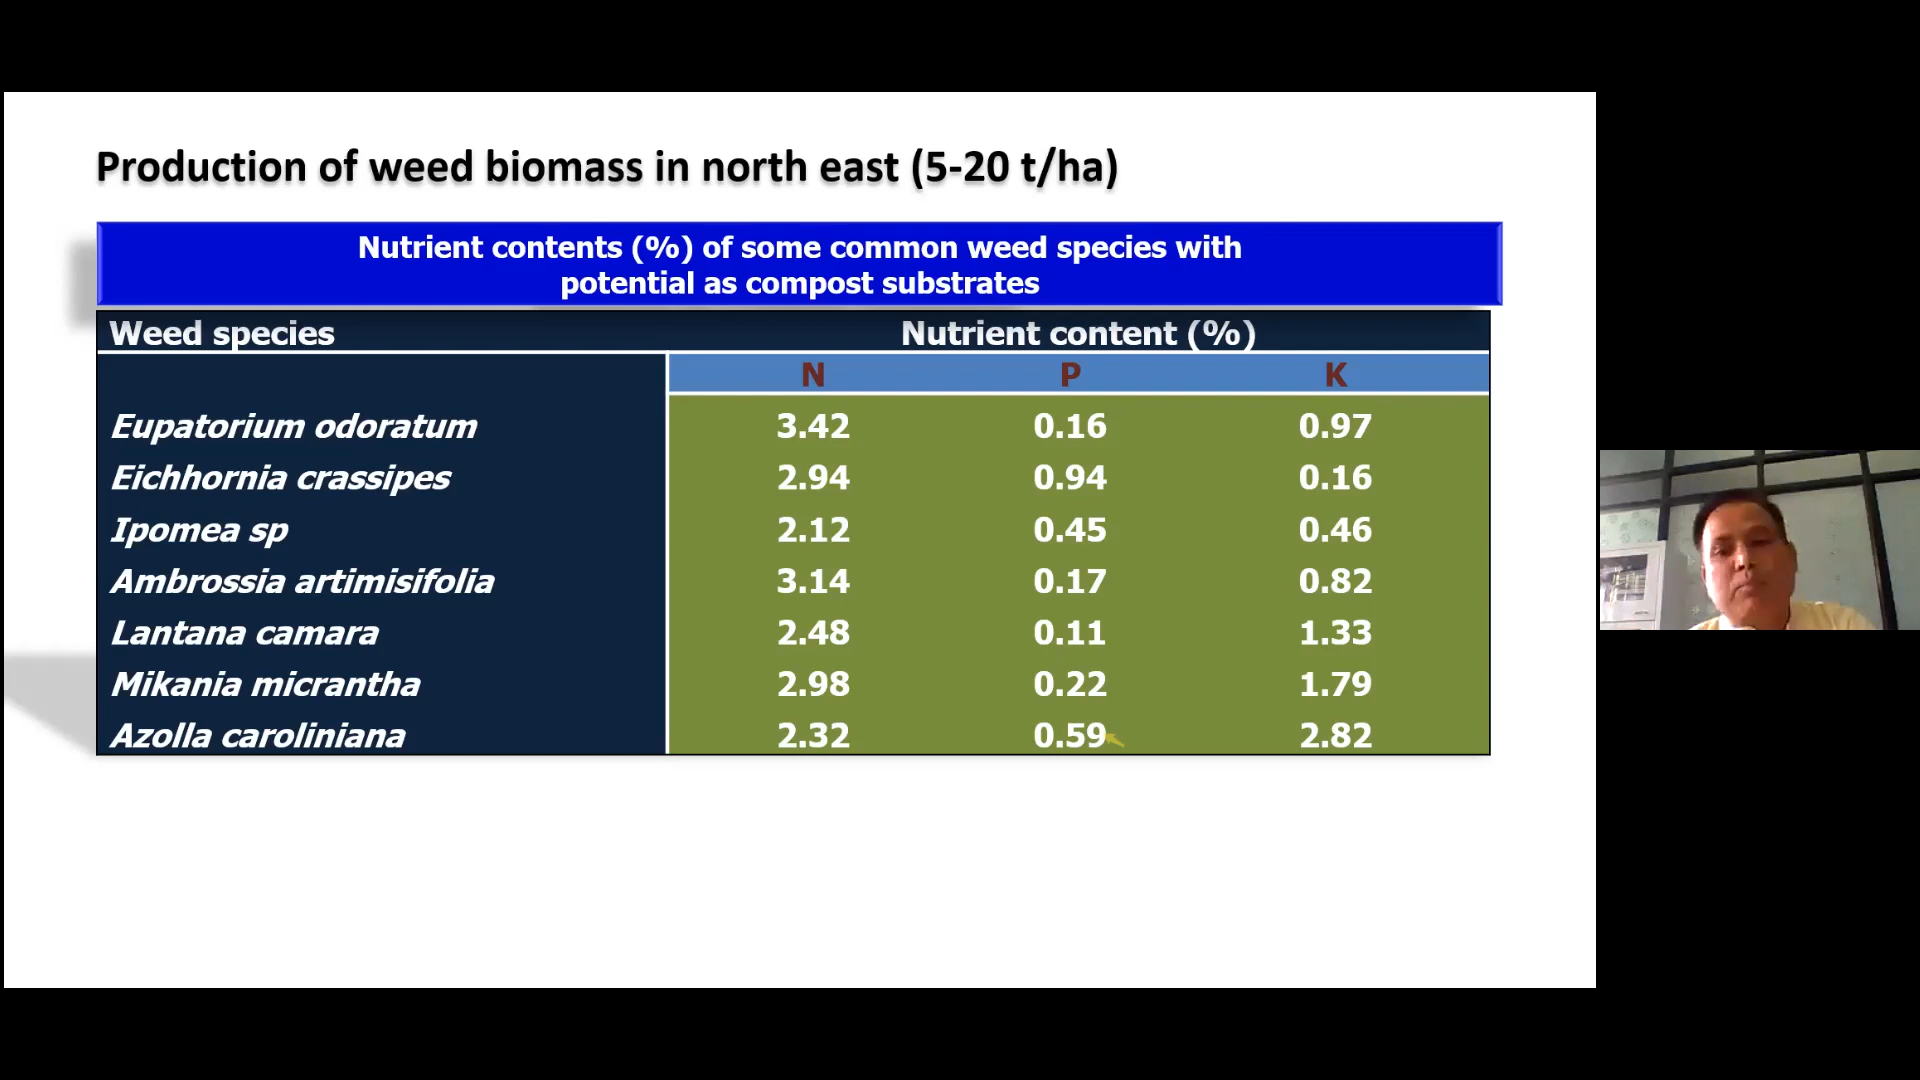 Production of weed biomass in north east (5-20 t/ha)
Nutrient contents (%) of some common weed species with
potential as compost substrates
Weed species Nutrient content (%)
N P K
Eupatorium odoratum 3.42 0.16 0.97
Eichhornia crassipes 2.94 0.94 0.16
Ipomea sp 2.12 0.45 0.46
Ambrossia artimisifolia 3.14 0.17 0.82
Lantana camara 2.48 0.11 1.33
Mikania micrantha 2.98 0.22 1.79
Azolla caroliniana 2.32 0.59 2.82